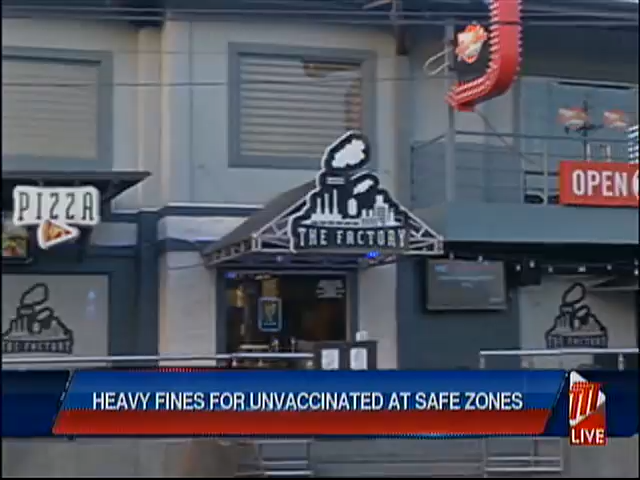 PIZZA
THE FACTORY
OPEN
THE FACTORY
THE FACTORY
HEAVY FINES FOR UNVACCINATED AT SAFE ZONES
LIVE